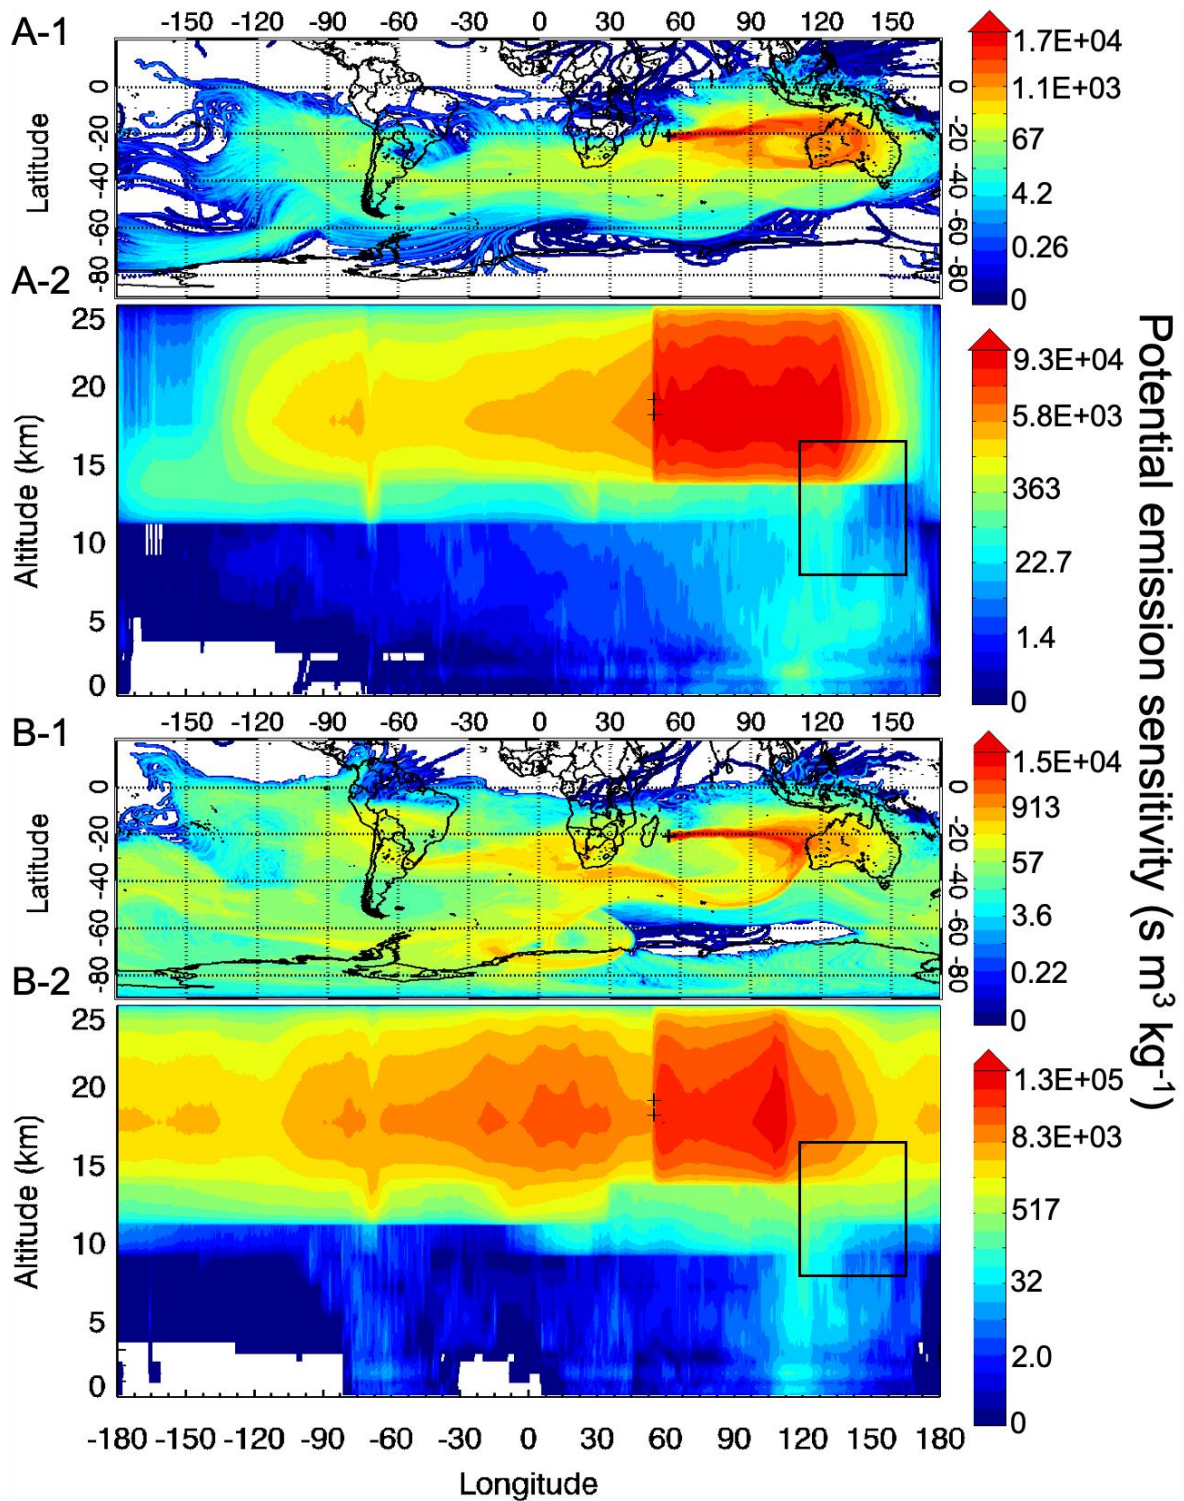 A-1
-150 -120 -90 -60 -30 0 30 60 90 120 150
Latitude
0
-20
-40
-60
-80
0
-20
-40
-60
-80
1.7E+04
1.1E+03
67
4.2
0.26
0
A-2
Altitude (km)
25
20
15
10
5
0
9.3E+04
5.8E+03
363
22.7
1.4
0
Potential emission sensitivity (s m³ kg⁻¹)
B-1
-150 -120 -90 -60 -30 0 30 60 90 120 150
Latitude
0
-20
-40
-60
-80
0
-20
-40
-60
-80
1.5E+04
913
57
3.6
0.22
0
B-2
Altitude (km)
25
20
15
10
5
0
1.3E+05
8.3E+03
517
32
2.0
0
-180 -150 -120 -90 -60 -30 0 30 60 90 120 150 180
Longitude